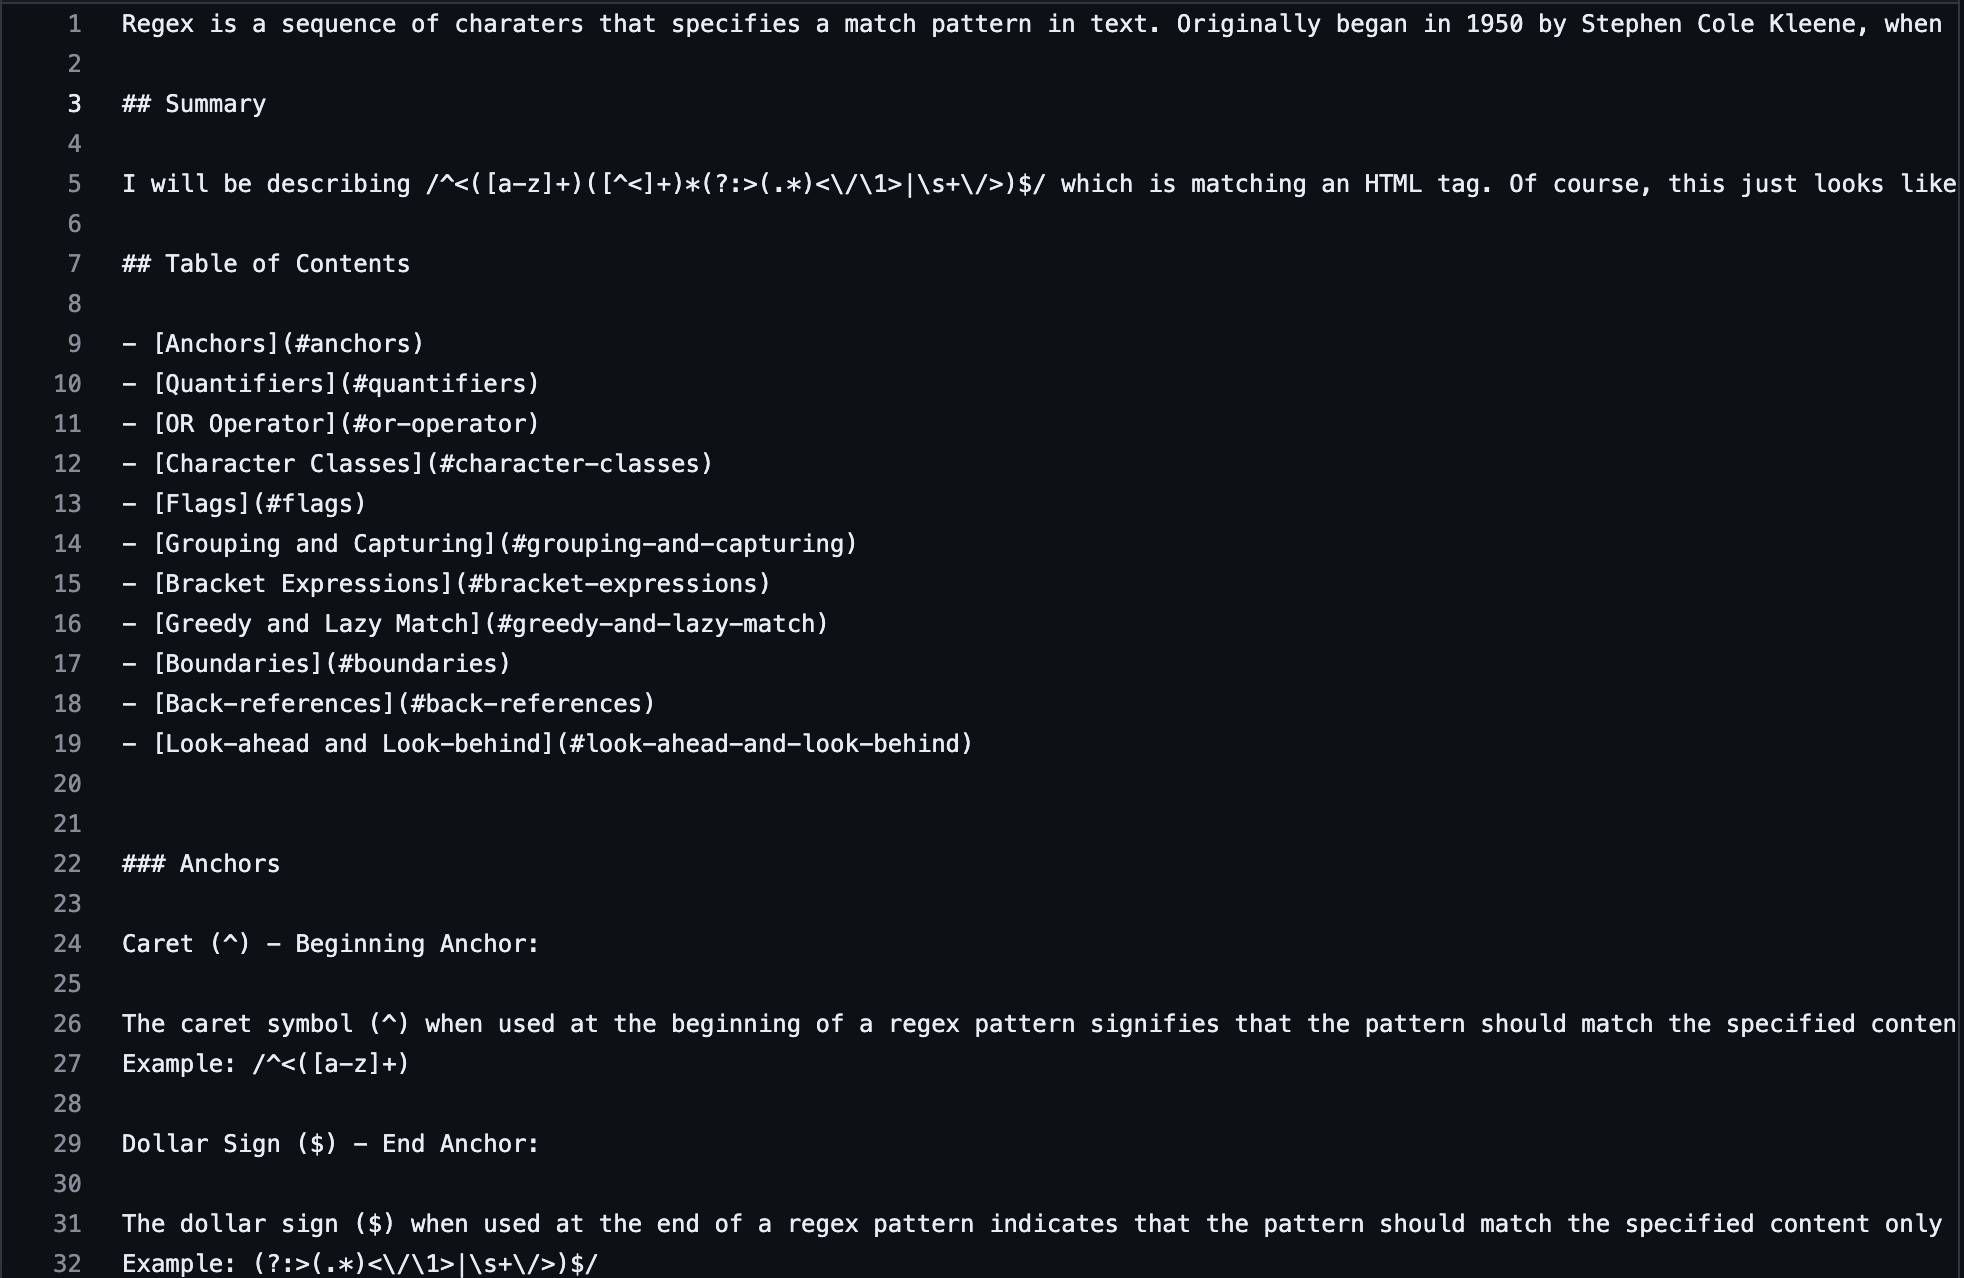 1 Regex is a sequence of charaters that specifies a match pattern in text. Originally began in 1950 by Stephen Cole Kleene, when
2
3 ## Summary
4
5 I will be describing /^<([a-z]+)([^<]+)*(?:>(.*)<\/\1>|\s+\/>)$/ which is matching an HTML tag. Of course, this just looks like
6
7 ## Table of Contents
8
9 - [Anchors](#anchors)
10 - [Quantifiers](#quantifiers)
11 - [OR Operator](#or-operator)
12 - [Character Classes](#character-classes)
13 - [Flags](#flags)
14 - [Grouping and Capturing](#grouping-and-capturing)
15 - [Bracket Expressions](#bracket-expressions)
16 - [Greedy and Lazy Match](#greedy-and-lazy-match)
17 - [Boundaries](#boundaries)
18 - [Back-references](#back-references)
19 - [Look-ahead and Look-behind](#look-ahead-and-look-behind)
20
21
22 ### Anchors
23
24 Caret (^) - Beginning Anchor:
25
26 The caret symbol (^) when used at the beginning of a regex pattern signifies that the pattern should match the specified conten
27 Example: /^<([a-z]+)
28
29 Dollar Sign ($) - End Anchor:
30
31 The dollar sign ($) when used at the end of a regex pattern indicates that the pattern should match the specified content only
32 Example: (?:>(.*)<\/\1>|\s+\/>)$/